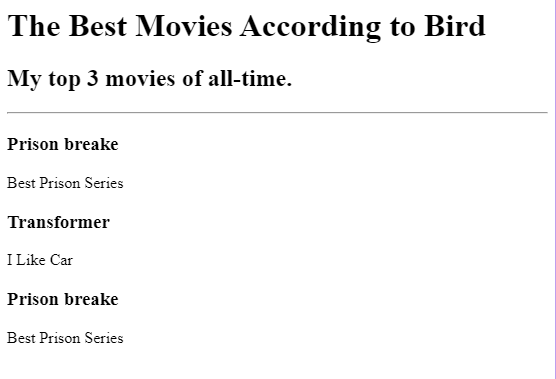 The Best Movies According to Bird
My top 3 movies of all-time.
Prison breake
Best Prison Series
Transformer
I Like Car
Prison breake
Best Prison Series